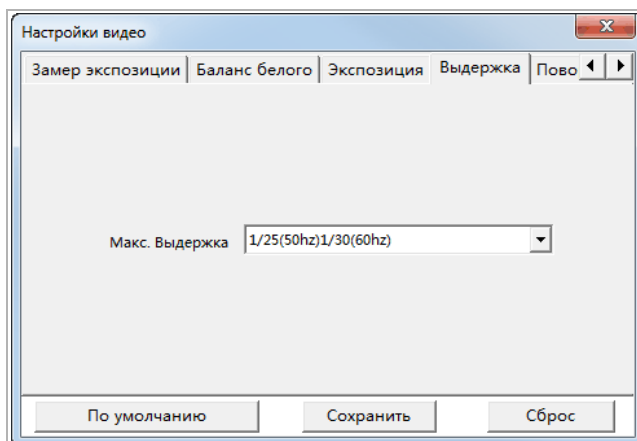 Настройки видео
Замер экспозиции Баланс белого Экспозиция Выдержка Пово
Макс. Выдержка 1/25(50hz)1/30(60hz)
По умолчанию Сохранить Сброс